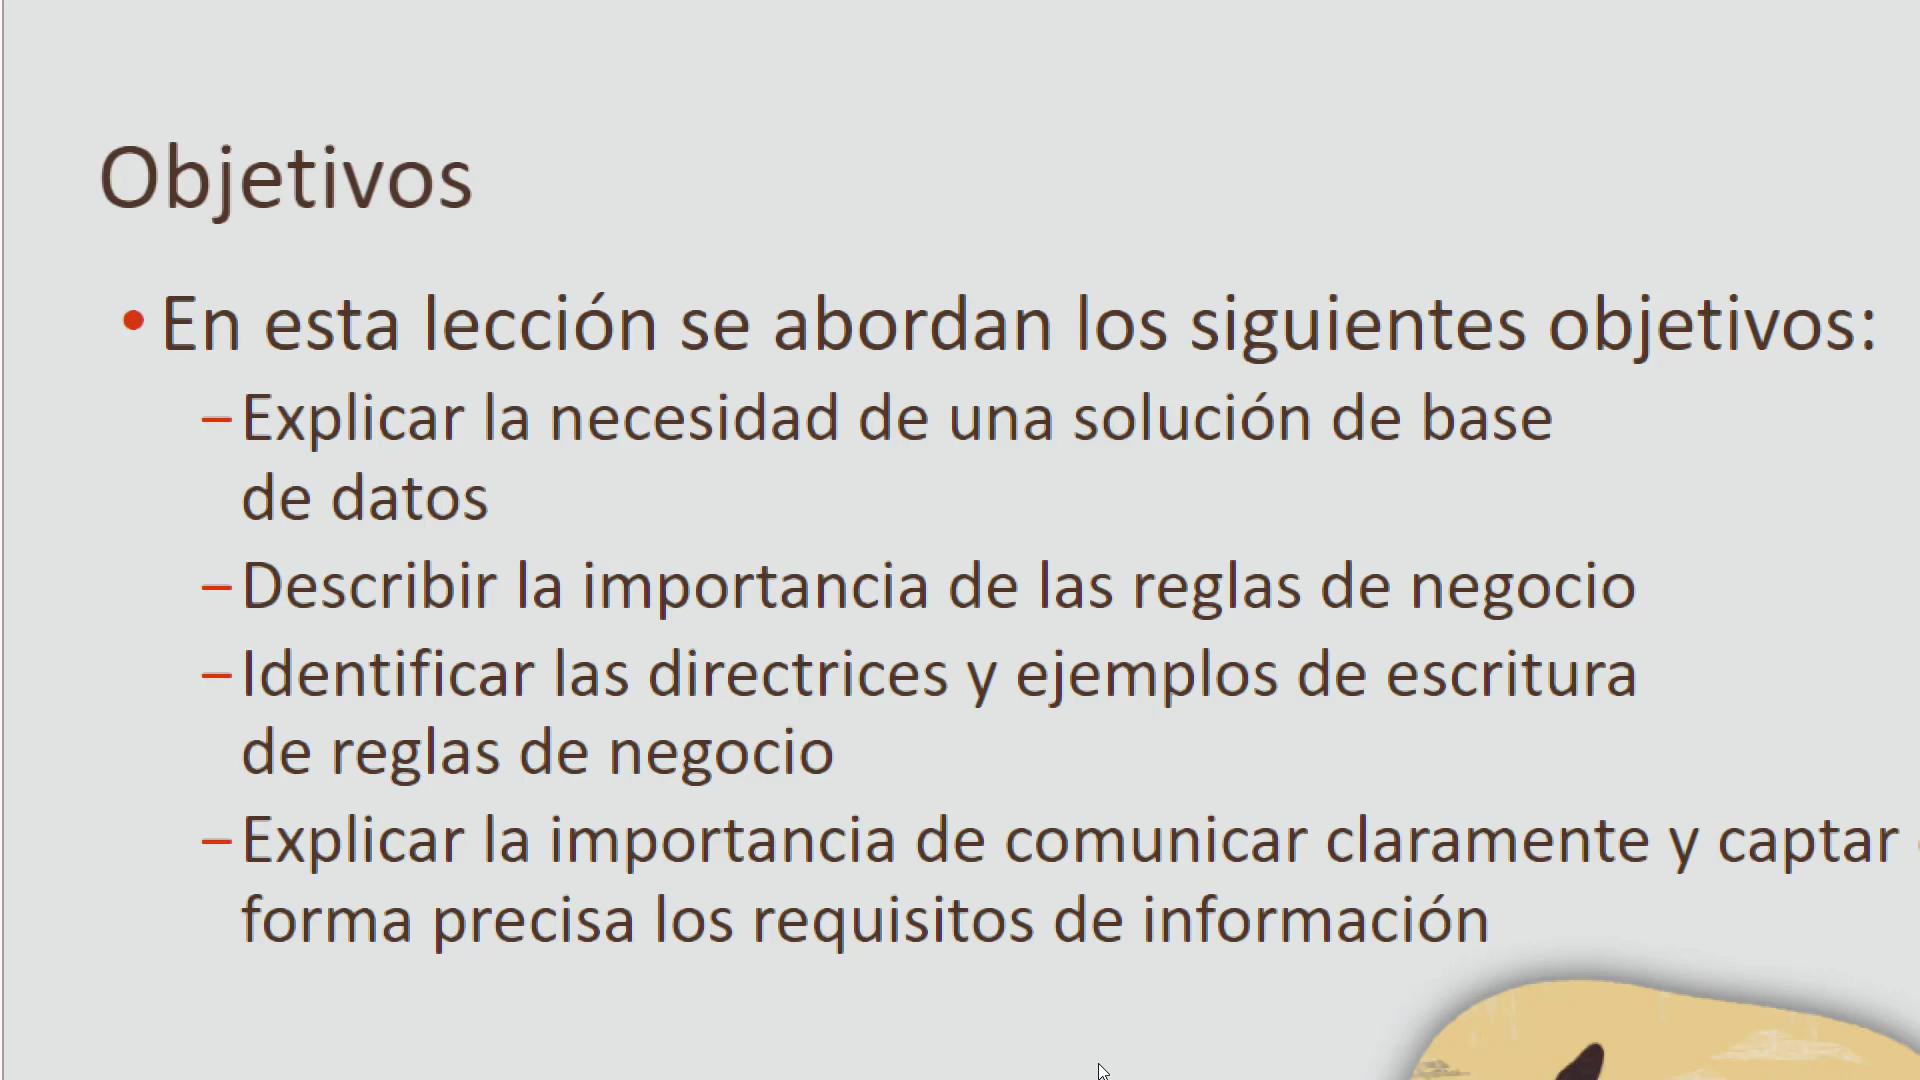 Objetivos
• En esta lección se abordan los siguientes objetivos:
– Explicar la necesidad de una solución de base
de datos
– Describir la importancia de las reglas de negocio
– Identificar las directrices y ejemplos de escritura
de reglas de negocio
– Explicar la importancia de comunicar claramente y captar
forma precisa los requisitos de información